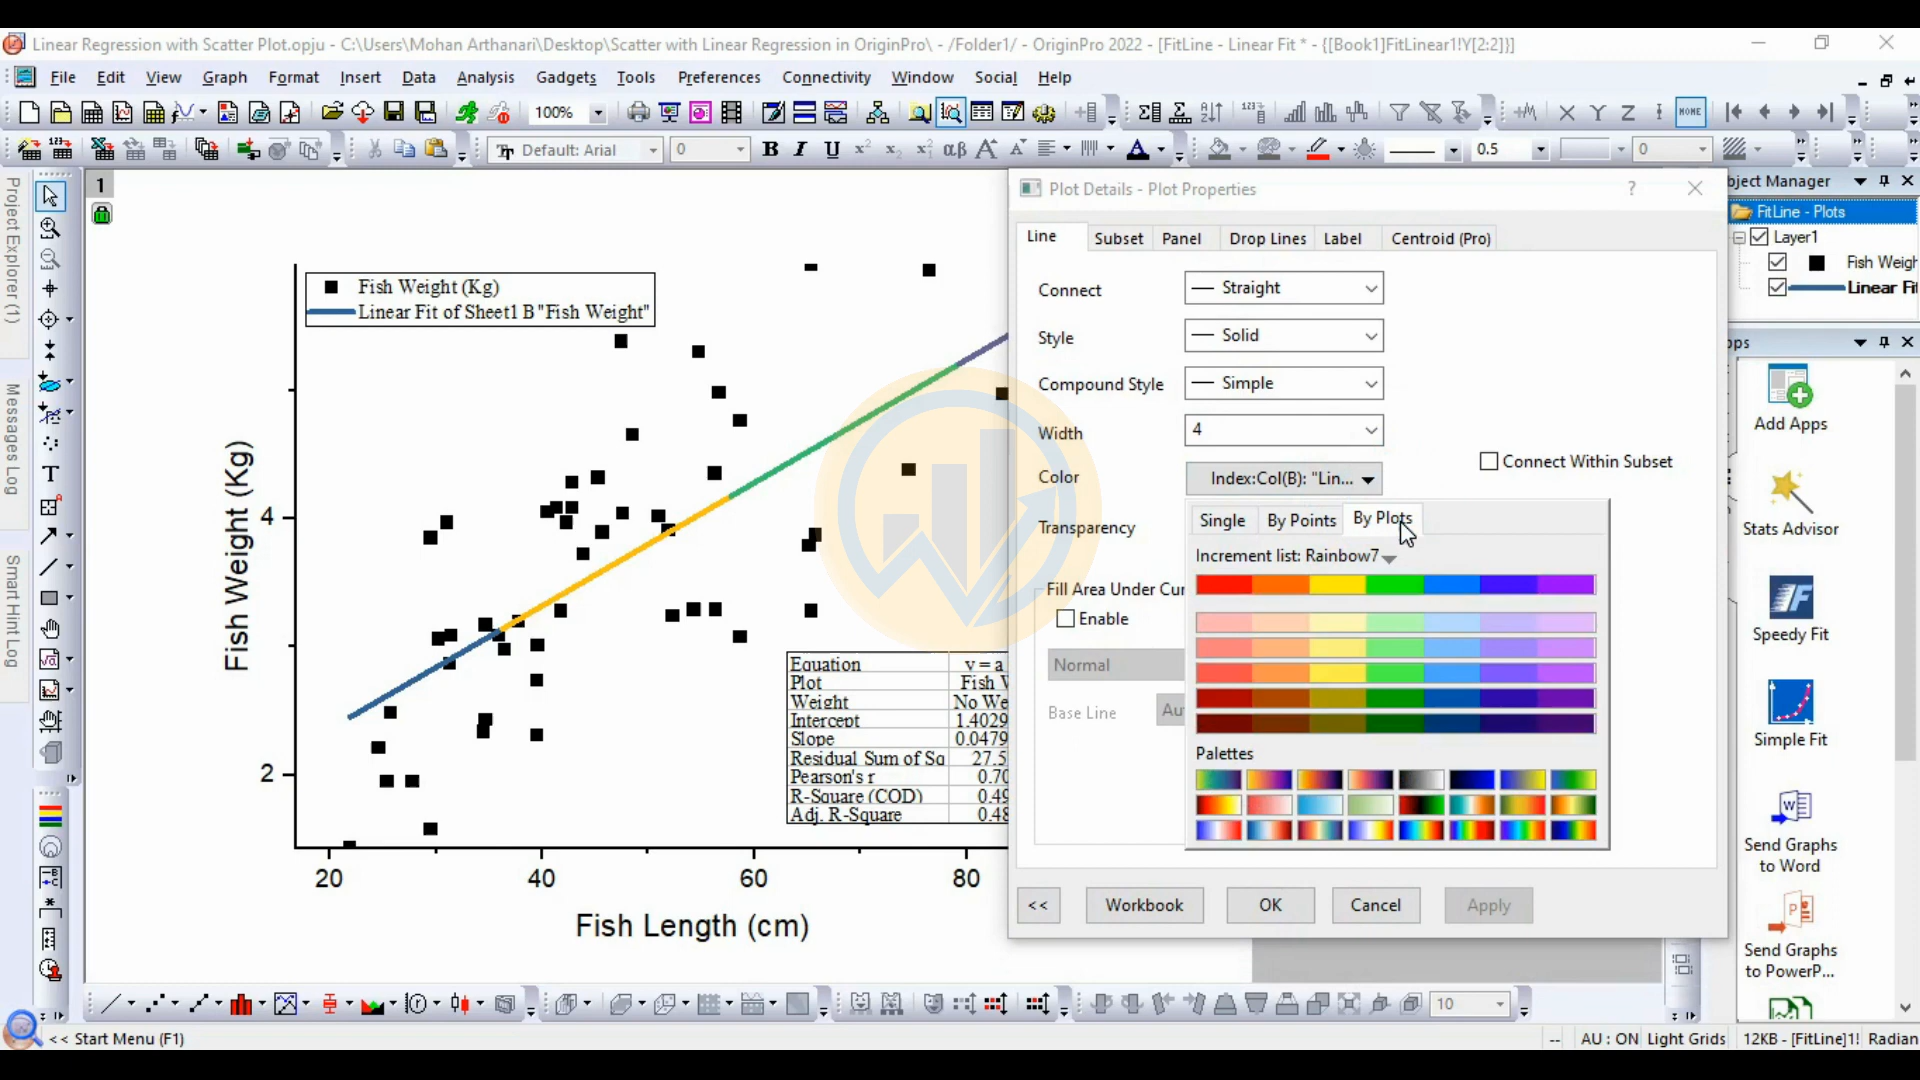 Linear Regression with Scatter Plot.opju - C:\Users\Mohan Arthanari\Desktop\Scatter with Linear Regression in OriginPro\ - /Folder1/ - OriginPro 2022 - [FitLine - Linear Fit * - {[Book1]FitLinear1!Y[2:2]}]
File Edit View Graph Format Insert Data Analysis Gadgets Tools Preferences Connectivity Window Social Help
100%
HOME
Default: Arial 0 B I U αβ A 0.5 0
Project Explorer (1)
Messages Log
Smart Hint Log
1
Fish Weight (Kg)
Linear Fit of Sheet1 B"Fish Weight"
Fish Weight (Kg)
4
2
20 40 60 80
Fish Length (cm)
Equation y = a
Plot Fish W
Weight No We
Intercept 1.4029
Slope 0.0479
Residual Sum of Sq 27.5
Pearson's r 0.70
R-Square (COD) 0.49
Adj. R-Square 0.48
Plot Details - Plot Properties
Line Subset Panel Drop Lines Label Centroid (Pro)
Connect Straight
Style Solid
Compound Style Simple
Width 4
Color Index:Col(B): "Lin...
Connect Within Subset
Transparency
Single By Points By Plots
Increment list: Rainbow7
Fill Area Under Cur
Enable
Normal
Base Line Au
Palettes
<< Workbook OK Cancel Apply
bject Manager
FitLine - Plots
Layer1
Fish Weigh
Linear Fi
ps
Add Apps
Stats Advisor
Speedy Fit
Simple Fit
Send Graphs
to Word
Send Graphs
to PowerP...
10
<< Start Menu (F1)
-- AU : ON Light Grids 12KB - [FitLine]1! Radian